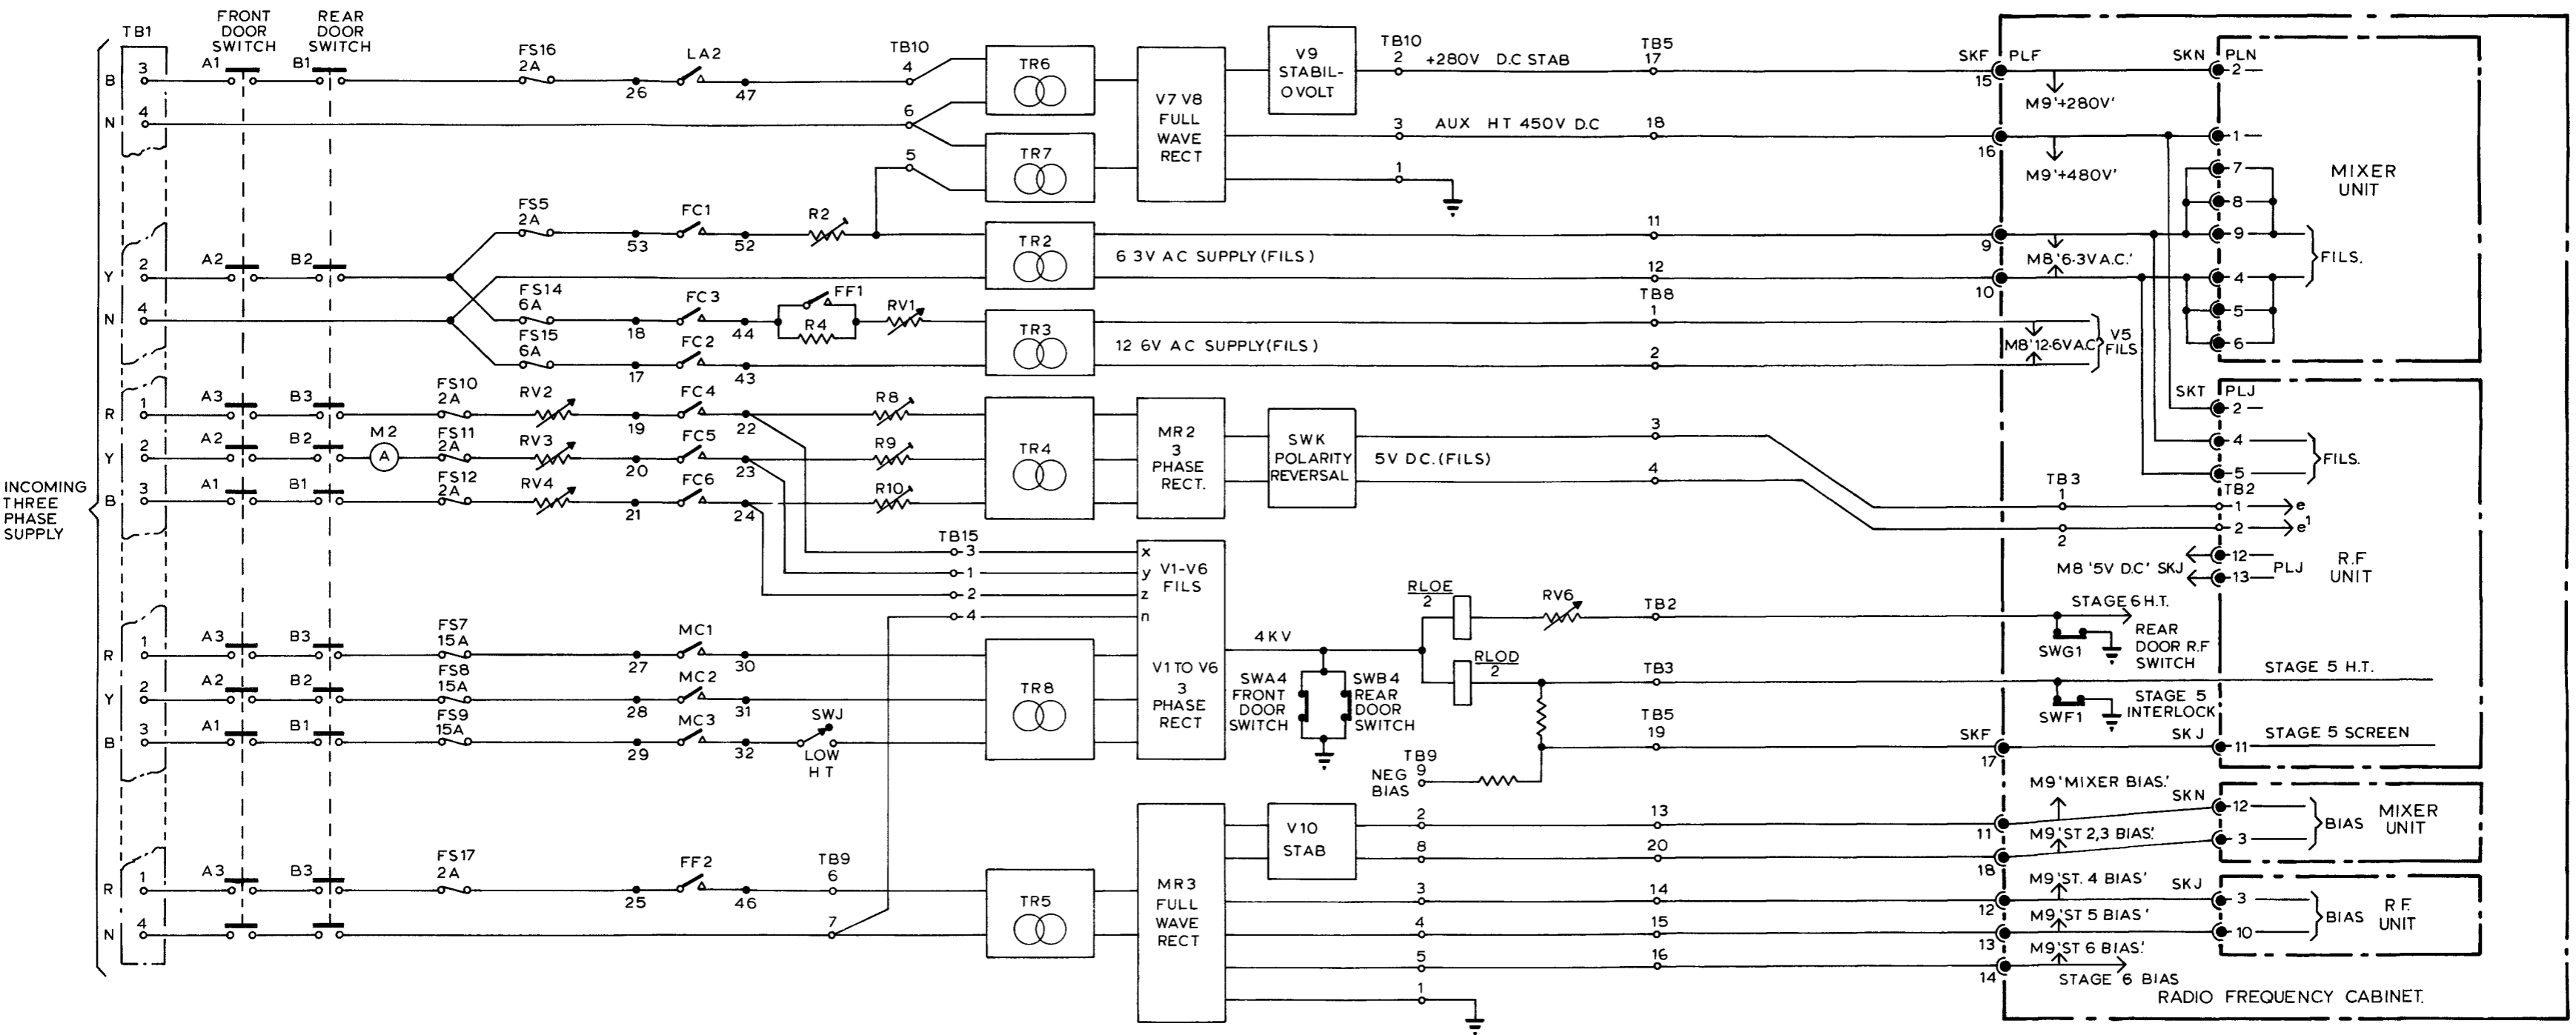 FRONT
DOOR
SWITCH
REAR
DOOR
SWITCH
TB1
B 3 A1 B1 FS16 2A 26 LA2 47 TB10 4
N 4 6
5
TR6
TR7
V7 V8
FULL
WAVE
RECT
V9
STABIL-
O VOLT
TB10
2 +280V D.C STAB TB5 17
3 AUX HT 450V D.C 18
1
SKF PLF
15
M9'+280V'
16
M9'+480V'
SKN PLN
2
1
7
8
9
4
5
6
FILS.
MIXER
UNIT
Y 2 A2 B2
N 4
FS5
2A
53
FC1
52
R2
TR2
6 3V AC SUPPLY (FILS)
11
12
9
M8'6·3V A.C.'
10
FS14
6A
18
FC3
44
FF1
R4
RV1
FS15
6A
17
FC2
43
TR3
12 6V AC SUPPLY (FILS)
TB8
1
2
M8'12·6V A.C
V5
FILS
R 1 A3 B3 FS10 2A RV2 19 FC4 22 R8
Y 2 A2 B2 M2 A FS11 2A RV3 20 FC5 23 R9
B 3 A1 B1 FS12 2A RV4 21 FC6 24 R10
TR4
MR2
3
PHASE
RECT.
SWK
POLARITY
REVERSAL
5V DC.(FILS)
3
4
SKT PLJ
2
4
5
FILS.
TB3
1
2
TB2
1 e
2 e1
12
13
PLJ
M8 '5V D.C' SKJ
R.F
UNIT
INCOMING
THREE
PHASE
SUPPLY
TB15
3
1
2
4
x
y
z
n
V1-V6
FILS
V1 TO V6
3
PHASE
RECT
R 1 A3 B3 FS7 15A 27 MC1 30
Y 2 A2 B2 FS8 15A 28 MC2 31
B 3 A1 B1 FS9 15A 29 MC3 32
SWJ
LOW
H T
TR8
4 KV
SWA4
FRONT
DOOR
SWITCH
SWB4
REAR
DOOR
SWITCH
RLOE
2
RV6
TB2
STAGE 6 H.T.
SWG1
REAR
DOOR R.F
SWITCH
RLOD
2
TB3
STAGE 5 H.T.
SWF1
STAGE 5
INTERLOCK
TB5
19
SKF
17
SKJ
11
STAGE 5 SCREEN
TB9
9
NEG
BIAS
R 1 A3 B3 FS17 2A 25 FF2 46 TB9 6
N 4 7
TR5
MR3
FULL
WAVE
RECT
V10
STAB
2 13 11
8 20 18
3 14 12
4 15 13
5 16 14
1
M9'MIXER BIAS.'
M9'ST 2,3 BIAS.'
SKN
12
3
BIAS
MIXER
UNIT
M9'ST. 4 BIAS'
M9'ST 5 BIAS'
M9'ST 6 BIAS.'
SKJ
3
10
BIAS
R F.
UNIT
STAGE 6 BIAS
RADIO FREQUENCY CABINET.